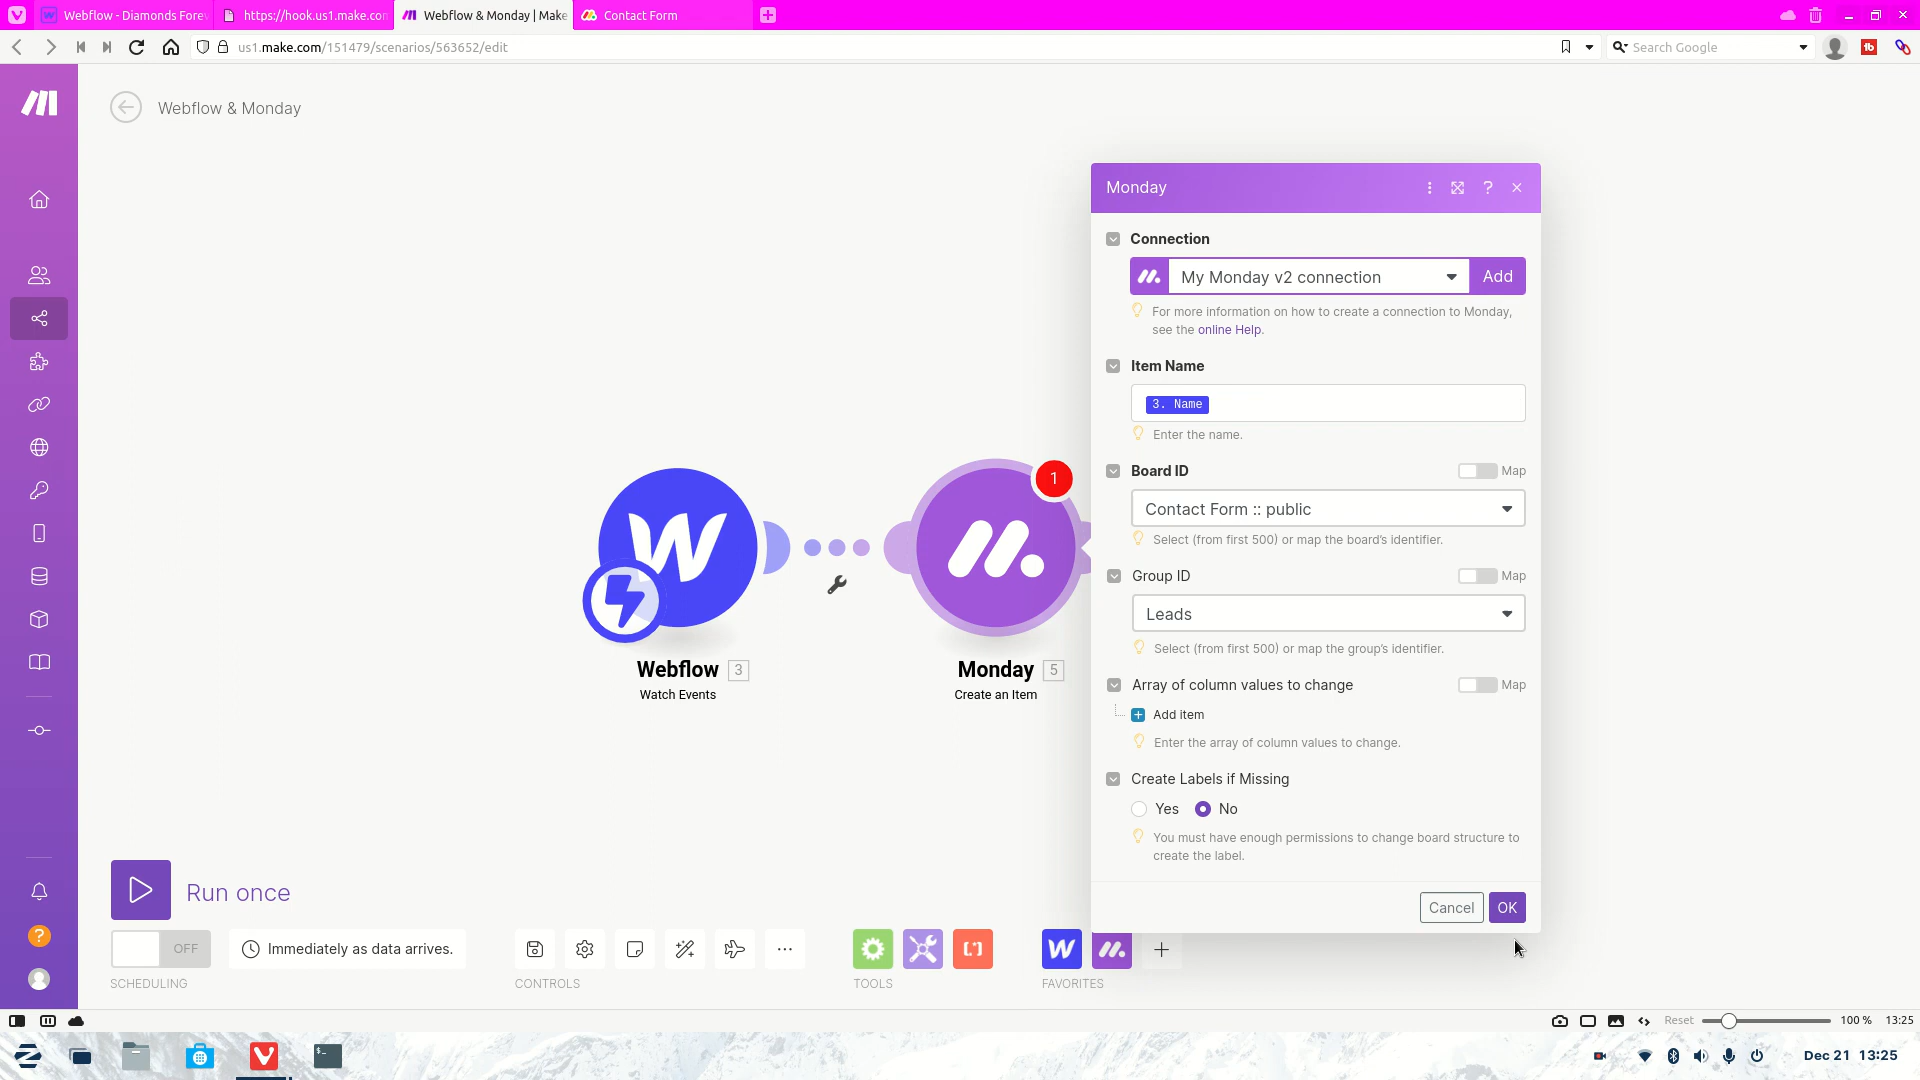 Webflow - Diamonds Forev
https://hook.us1.make.com
Webflow & Monday | Make
Contact Form
us1.make.com/151479/scenarios/563652/edit
Search Google
Webflow & Monday
Monday
Connection
My Monday v2 connection
Add
For more information on how to create a connection to Monday,
see the online Help.
Item Name
3. Name
Enter the name.
Board ID
Map
Contact Form :: public
Select (from first 500) or map the board's identifier.
Group ID
Map
Leads
Select (from first 500) or map the group's identifier.
Array of column values to change
Map
Add item
Enter the array of column values to change.
Create Labels if Missing
Yes
No
You must have enough permissions to change board structure to
create the label.
Cancel
OK
1
Webflow 3
Watch Events
Monday 5
Create an Item
Run once
OFF
Immediately as data arrives.
SCHEDULING
CONTROLS
TOOLS
FAVORITES
Reset
100 %
13:25
Dec 21 13:25